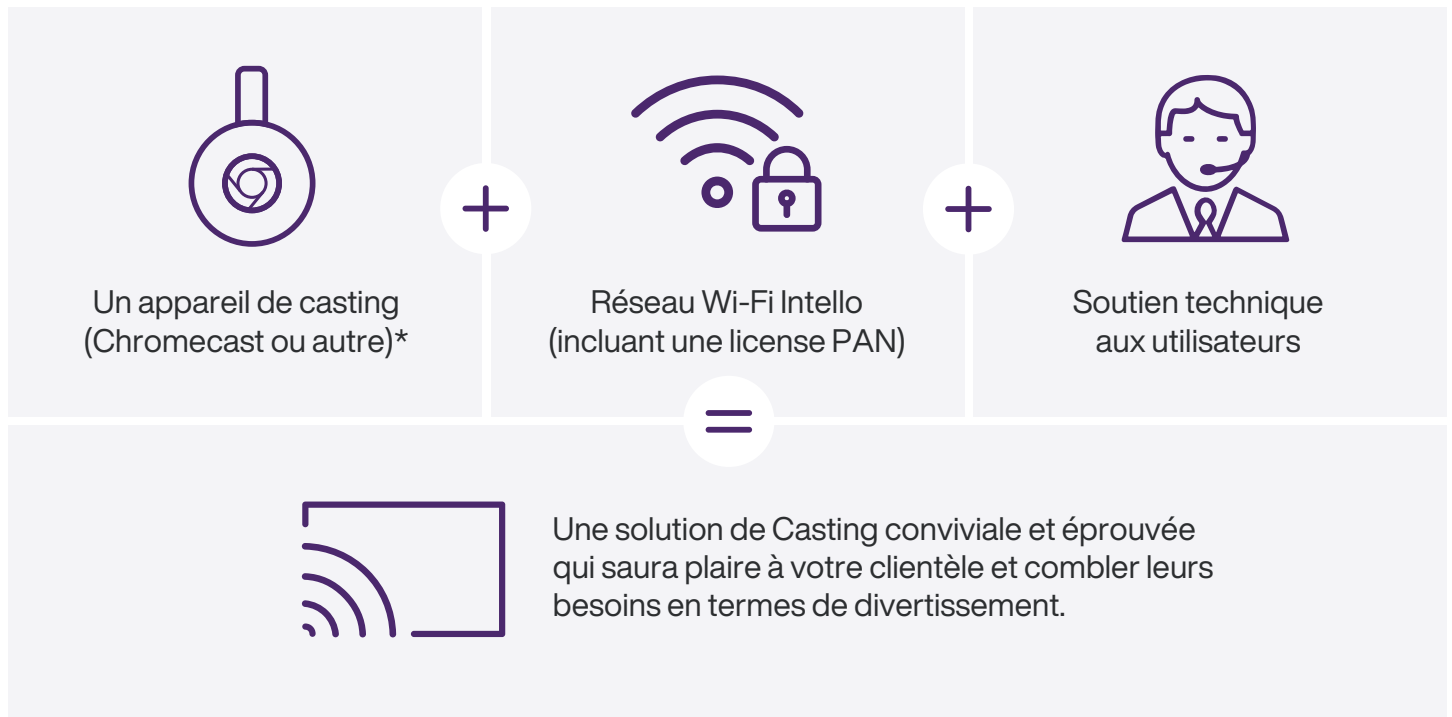 Un appareil de casting
(Chromecast ou autre)*
Réseau Wi-Fi Intello
(incluant une license PAN)
Soutien technique
aux utilisateurs
Une solution de Casting conviviale et éprouvée
qui saura plaire à votre clientèle et combler leurs
besoins en termes de divertissement.